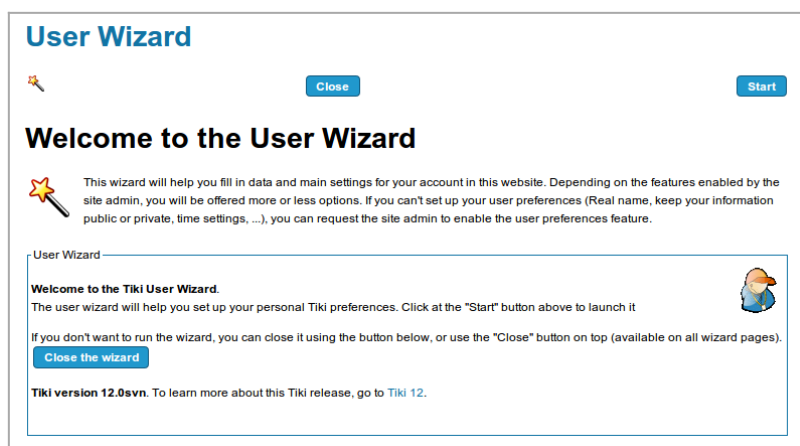 User Wizard
Close
Start
Welcome to the User Wizard
This wizard will help you fill in data and main settings for your account in this website. Depending on the features enabled by the
site admin, you will be offered more or less options. If you can't set up your user preferences (Real name, keep your information
public or private, time settings, ...), you can request the site admin to enable the user preferences feature.
User Wizard
Welcome to the Tiki User Wizard.
The user wizard will help you set up your personal Tiki preferences. Click at the "Start" button above to launch it
If you don't want to run the wizard, you can close it using the button below, or use the "Close" button on top (available on all wizard pages).
Close the wizard
Tiki version 12.0svn. To learn more about this Tiki release, go to Tiki 12.